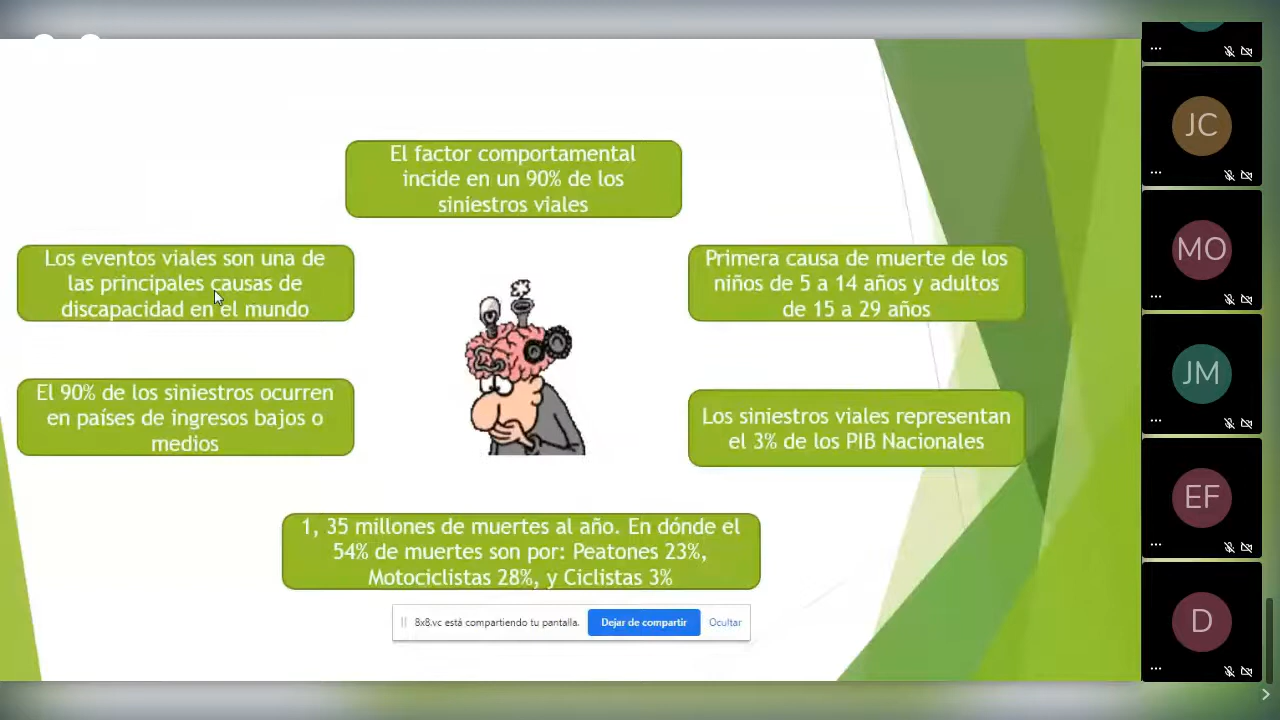 El factor comportamental
incide en un 90% de los
siniestros viales
Los eventos viales son una de
las principales causas de
discapacidad en el mundo
Primera causa de muerte de los
niños de 5 a 14 años y adultos
de 15 a 29 años
El 90% de los siniestros ocurren
en países de ingresos bajos o
medios
Los siniestros viales representan
el 3% de los PIB Nacionales
1, 35 millones de muertes al año. En dónde el
54% de muertes son por: Peatones 23%,
Motociclistas 28%, y Ciclistas 3%
8x8.vc está compartiendo tu pantalla.
Dejar de compartir
Ocultar
JC
MO
JM
EF
D